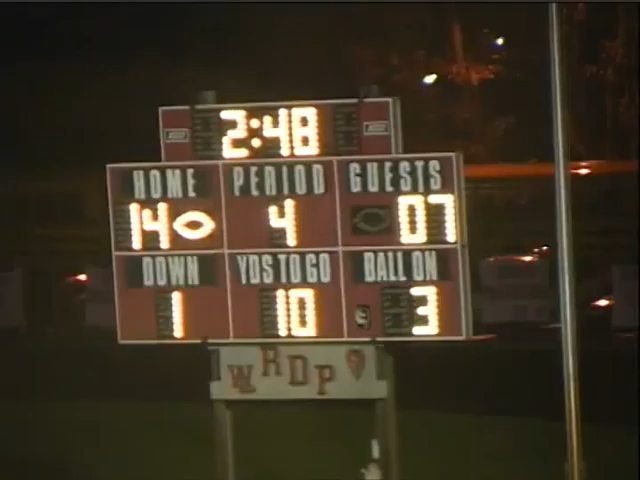 2:48
HOME PERIOD GUESTS
14 4 07
DOWN YDS TO GO BALL ON
1 10 3
WRDP